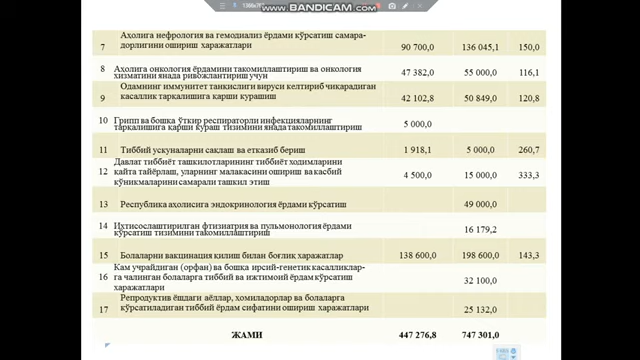 www.BANDICAM.com
7 Аҳолига нефрология ва гемодиализ ёрдами кўрсатиш самара-
дорлигини ошириш харажатлари 90 700,0 136 045,1 150,0
8 Аҳолига онкология ёрдамини такомиллаштириш ва онкология
хизматини янада ривожлантириш учун 47 382,0 55 000,0 116,1
9 Одамнинг иммунитет танқислиги вируси келтириб чиқарадиган
касаллик тарқалишига қарши курашиш 42 102,8 50 849,0 120,8
10 Грипп ва бошқа ўткир респираторли инфекцияларнинг
тарқалишига қарши кураш тизимини янада такомиллаштириш 5 000,0
11 Тиббий ускуналарни сақлаш ва етказиб бериш 1 918,1 5 000,0 260,7
12 Давлат тиббиёт ташкилотларининг тиббиёт ходимларини
қайта тайёрлаш, уларнинг малакасини ошириш ва касбий
кўникмаларини самарали ташкил этиш 4 500,0 15 000,0 333,3
13 Республика аҳолисига эндокринология ёрдами кўрсатиш 49 000,0
14 Ихтисослаштирилган фтизиатрия ва пульмонология ёрдами
кўрсатиш тизимини такомиллаштириш 16 179,2
15 Болаларни вакцинация қилиш билан боғлиқ харажатлар 138 600,0 198 600,0 143,3
16 Кам учрайдиган (орфан) ва бошқа ирсий-генетик касалликлар-
га чалинган болаларга тиббий ва ижтимоий ёрдам кўрсатиш
харажатлари 32 100,0
17 Репродуктив ёшдаги аёллар, ҳомиладорлар ва болаларга
кўрсатиладиган тиббий ёрдам сифатини ошириш харажатлари 25 132,0
ЖАМИ 447 276,8 747 301,0